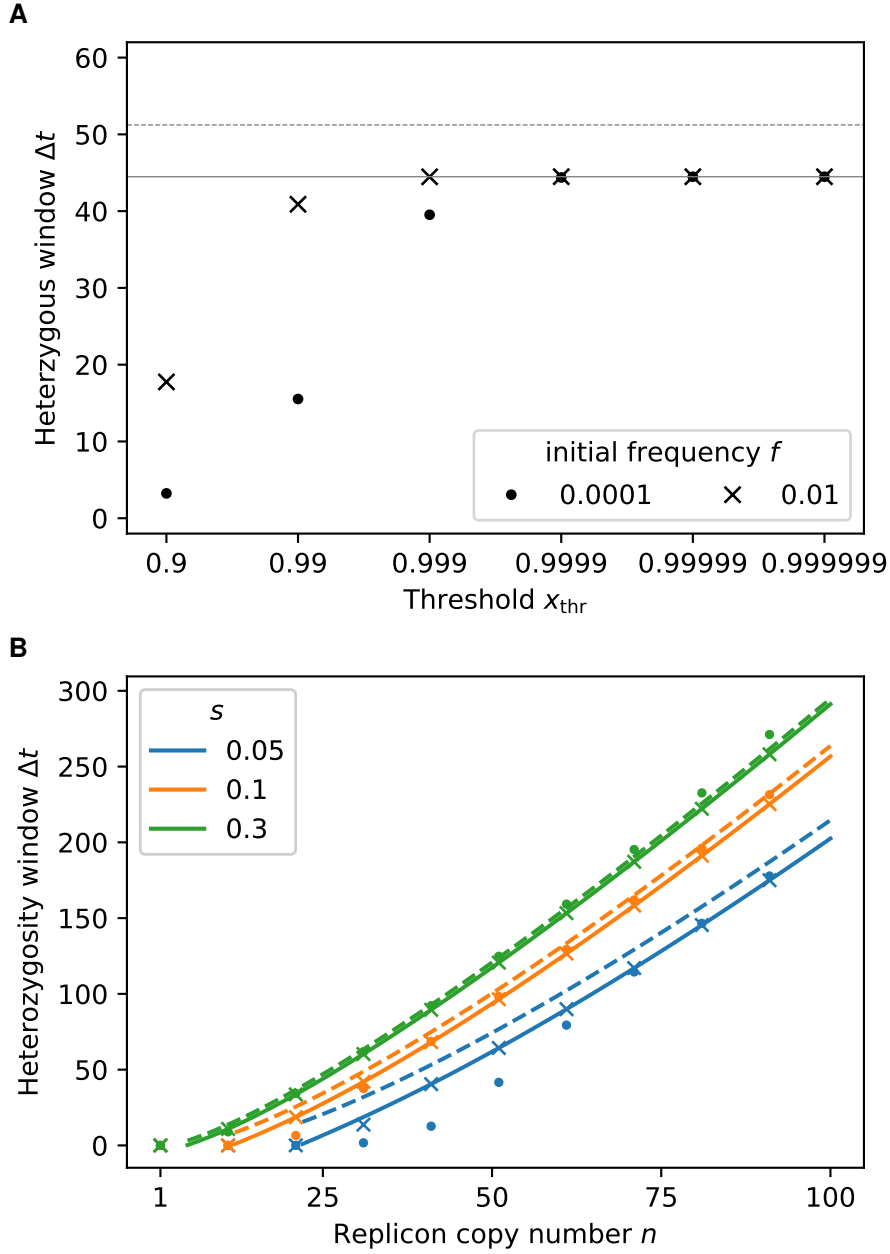 A
60
50
40
30
20
10
0
Heterzygous window Δt
initial frequency f
0.0001 0.01
0.9 0.99 0.999 0.9999 0.99999 0.999999
Threshold xthr
B
300
250
200
150
100
50
0
Heterozygosity window Δt
s
0.05
0.1
0.3
1 25 50 75 100
Replicon copy number n